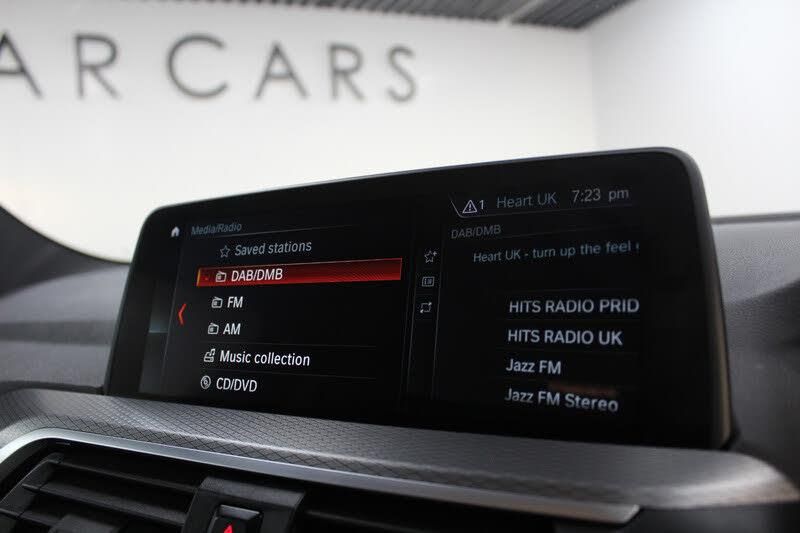 AR CARS
1 Heart UK 7:23 pm
Media/Radio
Saved stations
DAB/DMB
FM
AM
Music collection
CD/DVD
DAB/DMB
Heart UK - turn up the feel
HITS RADIO PRID
HITS RADIO UK
Jazz FM
Jazz FM Stereo